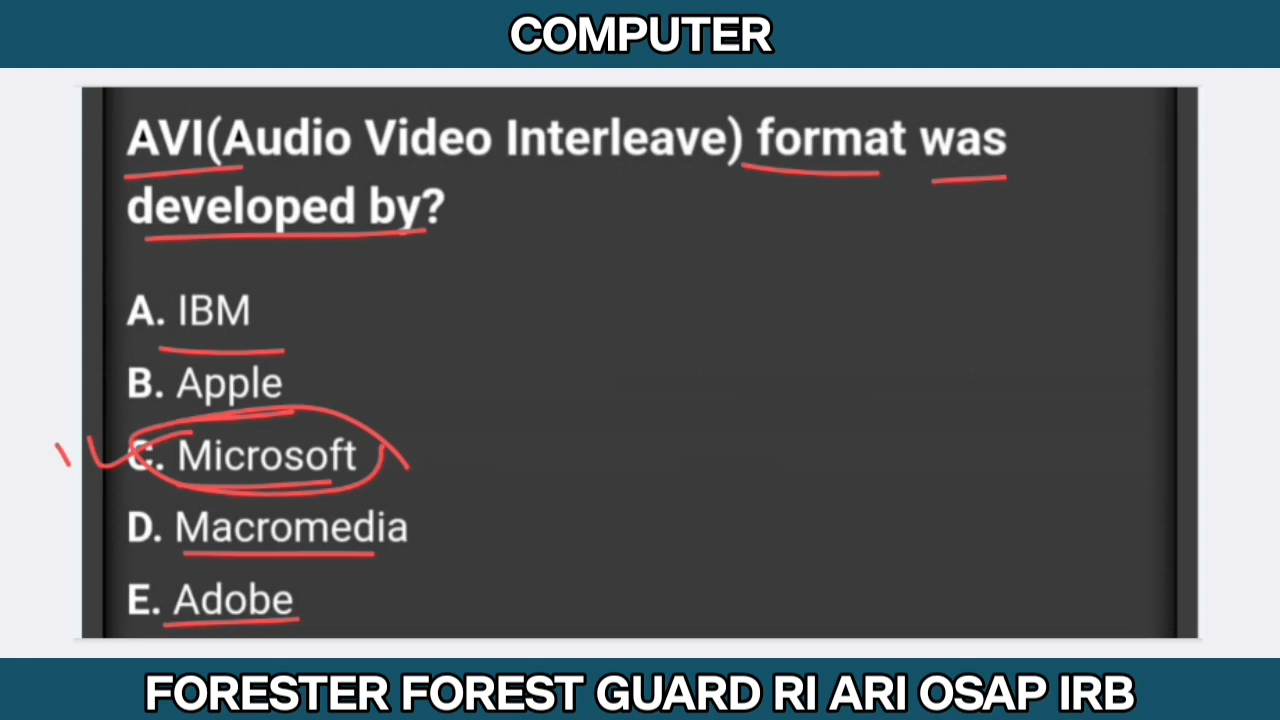 COMPUTER
AVI(Audio Video Interleave) format was
developed by?
A. IBM
B. Apple
C. Microsoft
D. Macromedia
E. Adobe
FORESTER FOREST GUARD RI ARI OSAP IRB